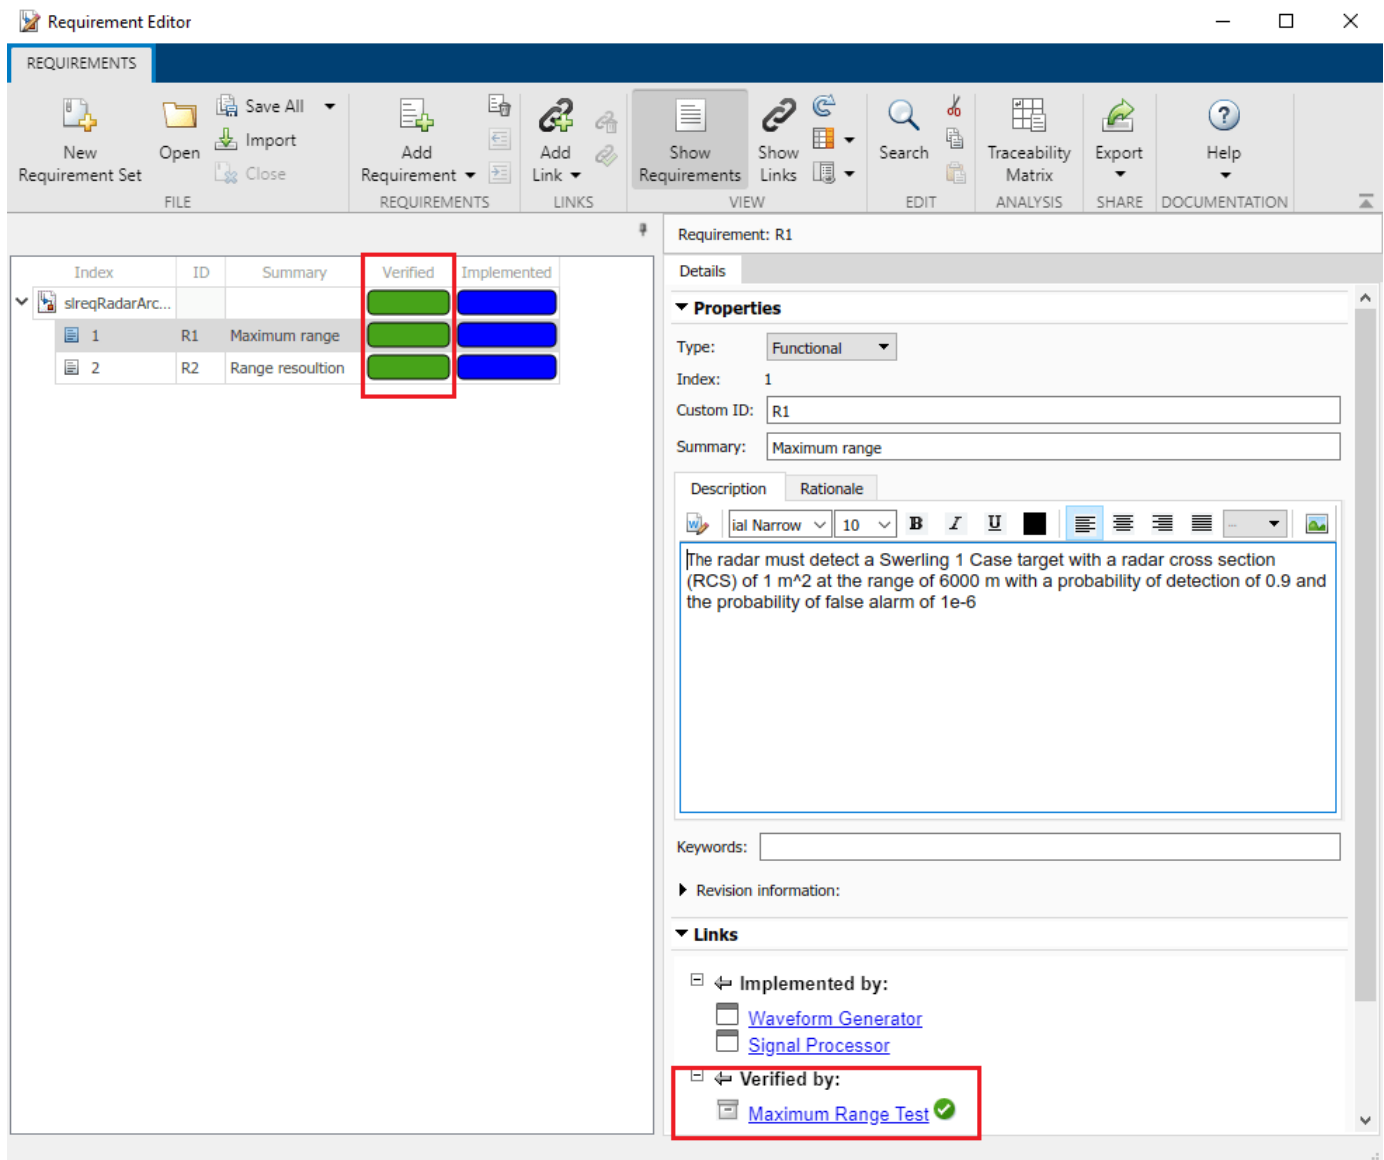 Requirement Editor
REQUIREMENTS
New Requirement Set
Open
Save All
Import
Close
FILE
Add Requirement
REQUIREMENTS
Add Link
LINKS
Show Requirements
Show Links
VIEW
Search
EDIT
Traceability Matrix
ANALYSIS
Export
SHARE
Help
DOCUMENTATION
Requirement: R1
Index ID Summary Verified Implemented
slreqRadarArc...
1 R1 Maximum range
2 R2 Range resoultion
Details
Properties
Type: Functional
Index: 1
Custom ID: R1
Summary: Maximum range
Description Rationale
ial Narrow 10 B I U
The radar must detect a Swerling 1 Case target with a radar cross section
(RCS) of 1 m^2 at the range of 6000 m with a probability of detection of 0.9 and
the probability of false alarm of 1e-6
Keywords:
Revision information:
Links
Implemented by:
Waveform Generator
Signal Processor
Verified by:
Maximum Range Test